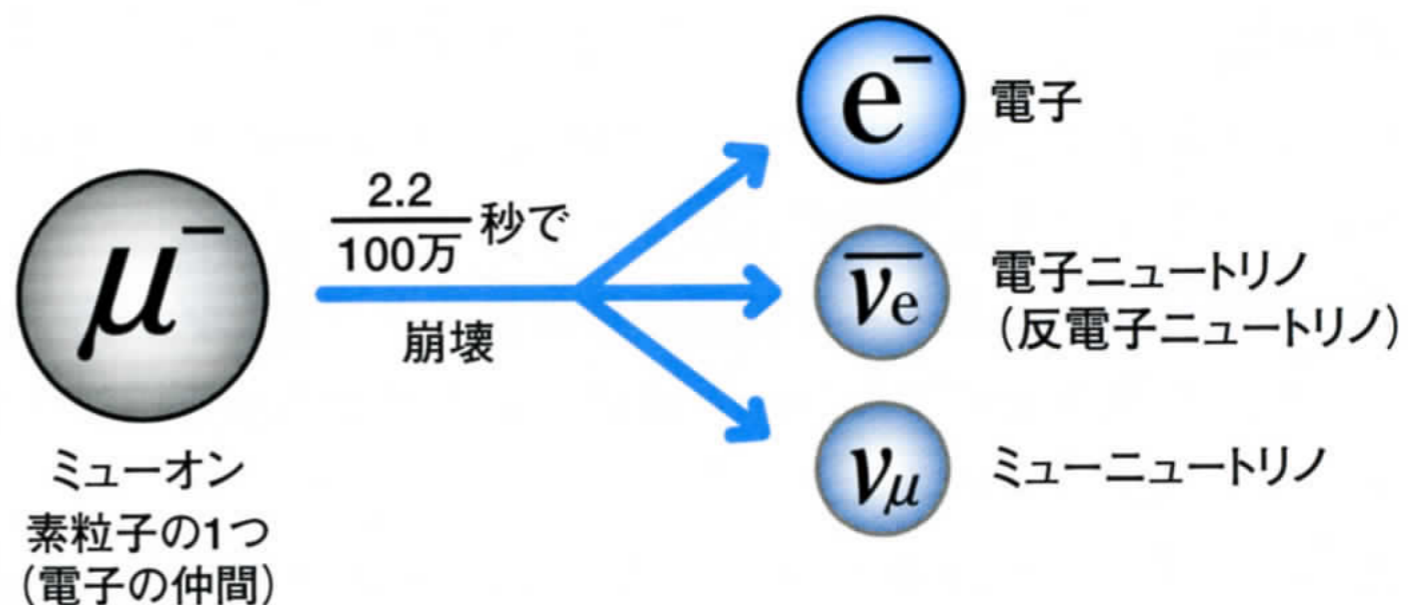 μ⁻
ミューオン
素粒子の1つ
(電子の仲間)
2.2
100万
秒で
崩壊
e⁻
電子
ν̅e
電子ニュートリノ
(反電子ニュートリノ)
νμ
ミューニュートリノ